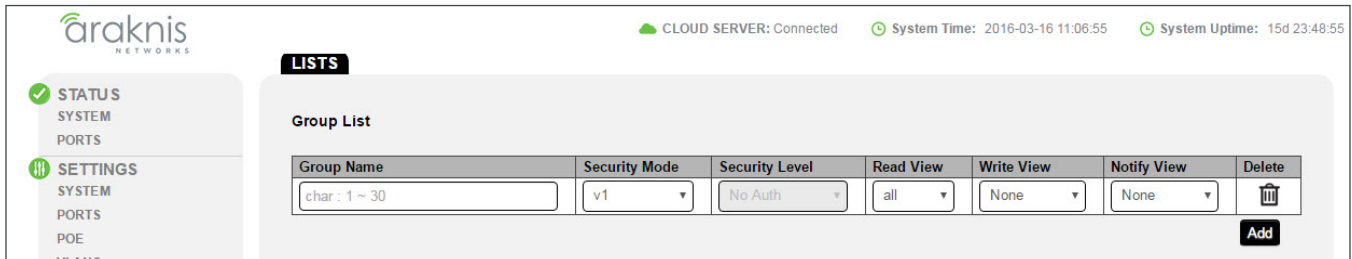 araknis
NETWORKS
CLOUD SERVER: Connected System Time: 2016-03-16 11:06:55 System Uptime: 15d 23:48:55
LISTS
STATUS
SYSTEM
PORTS
SETTINGS
SYSTEM
PORTS
POE
Group List
Group Name Security Mode Security Level Read View Write View Notify View Delete
char : 1 ~ 30 v1 No Auth all None None
Add